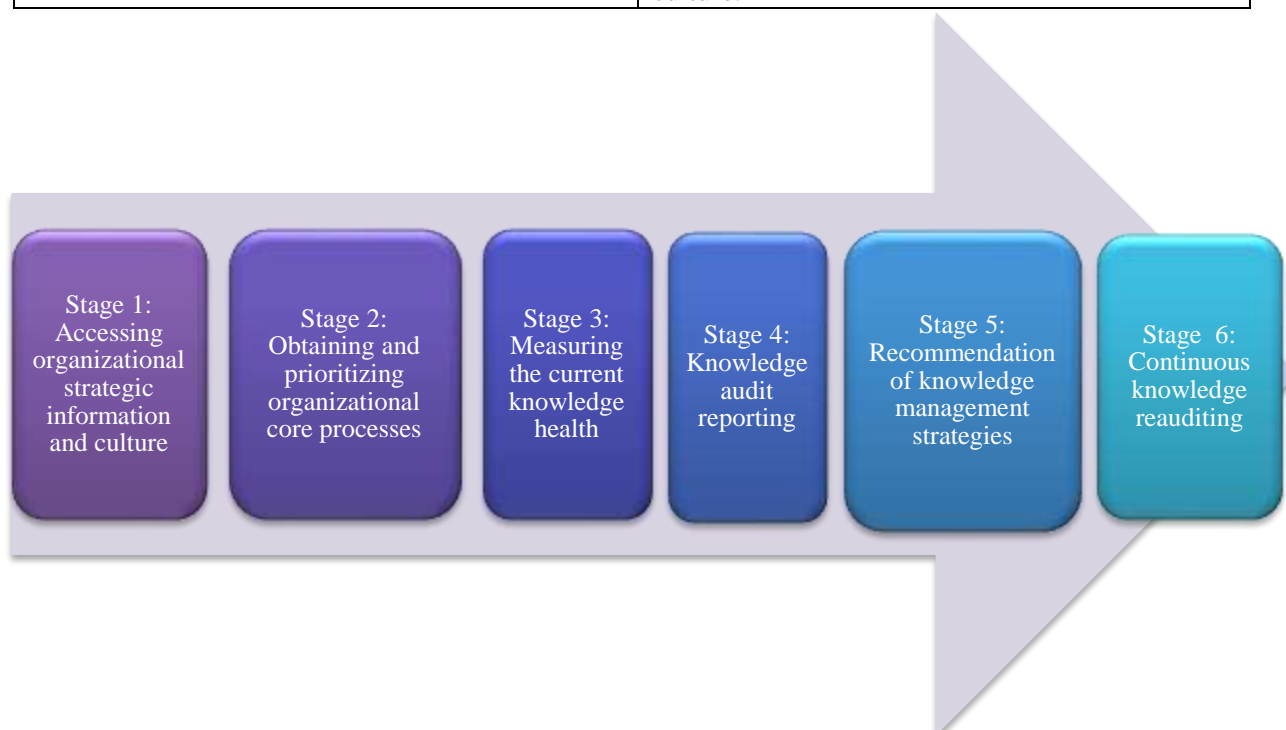 Stage 1:
Accessing
organizational
strategic
information
and culture
Stage 2:
Obtaining and
prioritizing
organizational
core processes
Stage 3:
Measuring
the current
knowledge
health
Stage 4:
Knowledge
audit
reporting
Stage 5:
Recommendation
of knowledge
management
strategies
Stage 6:
Continuous
knowledge
reauditing